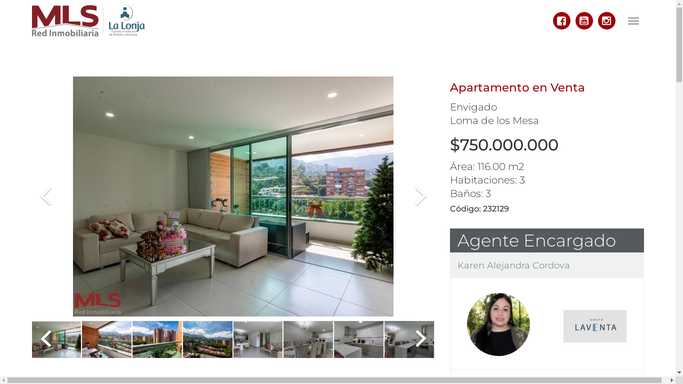 MLS
Red Inmobiliaria
La Lonja
Apartamento en Venta
Envigado
Loma de los Mesa
$750.000.000
Área: 116.00 m2
Habitaciones: 3
Baños: 3
Código: 232129
Agente Encargado
Karen Alejandra Cordova
MLS
Red Inmobiliaria
GRUPO
LAVENTA